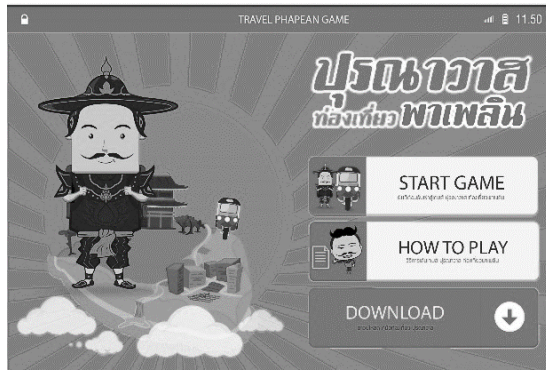 TRAVEL PHAPEAN GAME
11.50
ปุรณาวาส
ท่องเที่ยว พาเพลิน
START GAME
HOW TO PLAY
DOWNLOAD